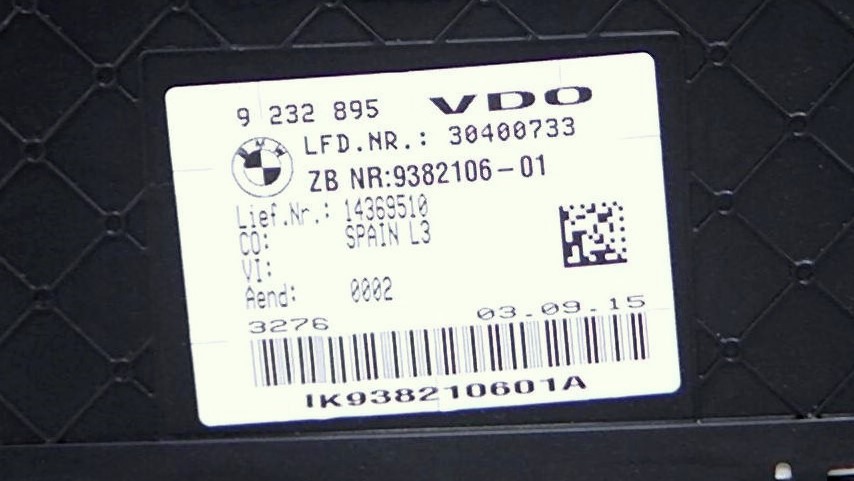 9 232 895 VDO
BMW
LFD.NR.: 30400733
ZB NR:9382106-01
Lief.Nr.: 14369510
CO: SPAIN L3
VI:
Aend: 0002
3276 03.09.15
IK938210601A